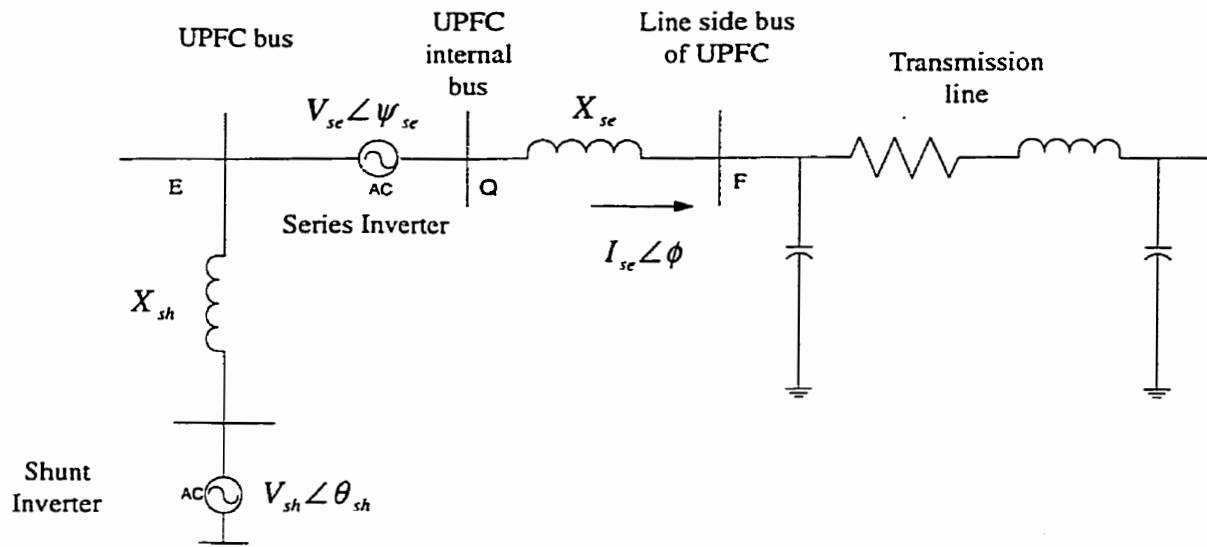 UPFC bus
UPFC
internal
bus
Line side bus
of UPFC
Transmission
line
V_se∠ψ_se
X_se
E
AC
Q
F
Series Inverter
I_se∠φ
X_sh
Shunt
Inverter
AC
V_sh∠θ_sh